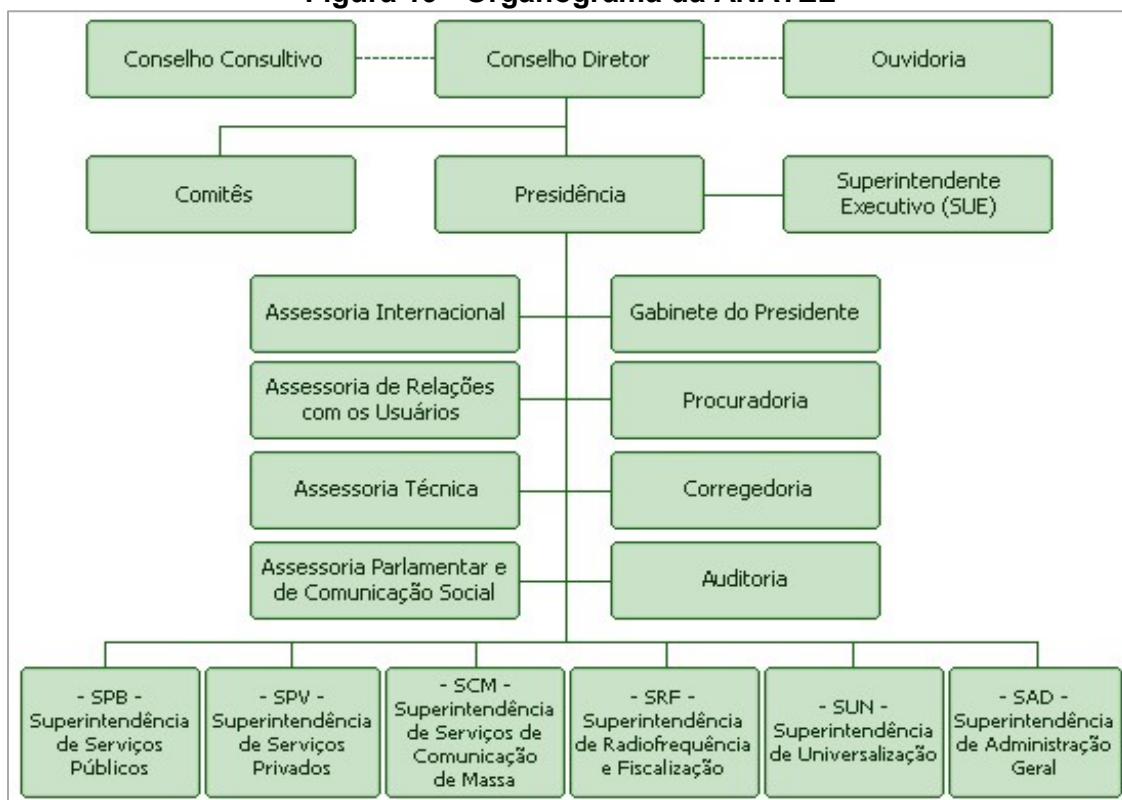 Conselho Consultivo
Conselho Diretor
Ouvidoria
Comitês
Presidência
Superintendente
Executivo (SUE)
Assessoria Internacional
Gabinete do Presidente
Assessoria de Relações
com os Usuários
Procuradoria
Assessoria Técnica
Corregedoria
Assessoria Parlamentar e
de Comunicação Social
Auditoria
- SPB -
Superintendência
de Serviços
Públicos
- SPV -
Superintendência
de Serviços
Privados
- SCM -
Superintendência
de Serviços de
Comunicação
de Massa
- SRF -
Superintendência
de Radiofrequência
e Fiscalização
- SUN -
Superintendência
de Universalização
- SAD -
Superintendência
de Administração
Geral